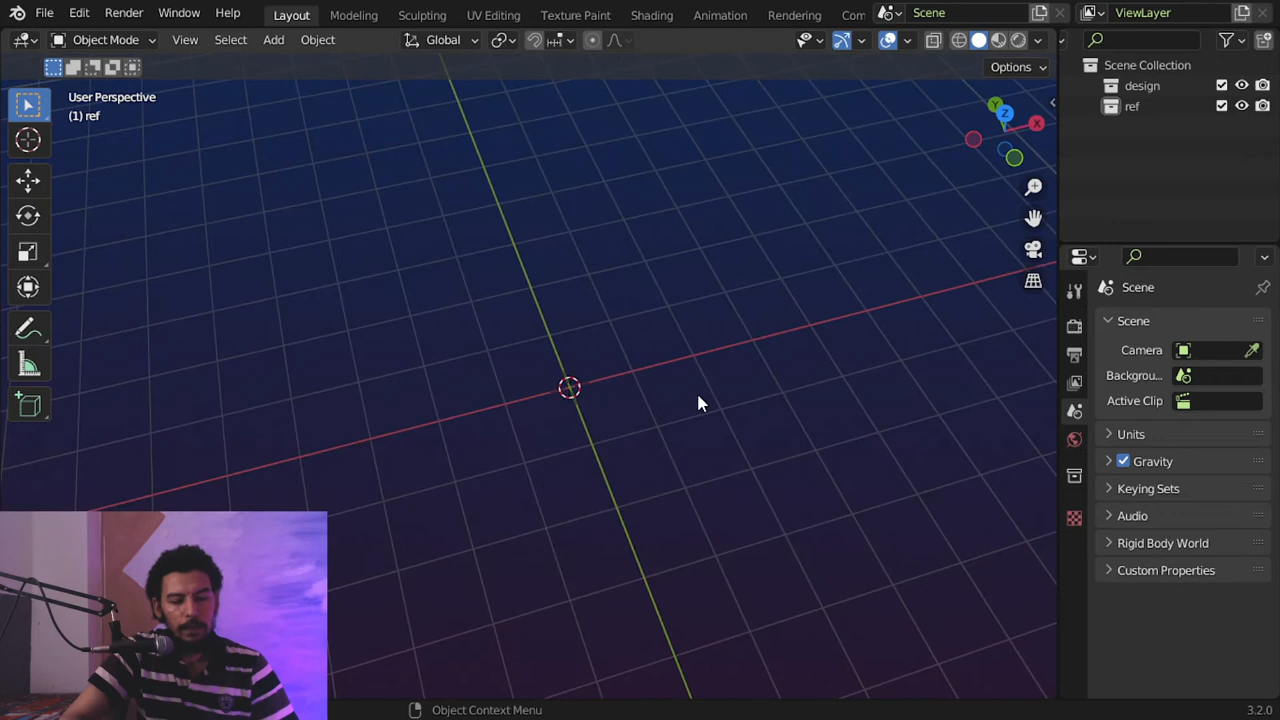 File Edit Render Window Help Layout Modeling Sculpting UV Editing Texture Paint Shading Animation Rendering Com Scene ViewLayer
Object Mode View Select Add Object Global
Options
User Perspective
(1) ref
Y
Z
X
Scene Collection
design
ref
Scene
Scene
Camera
Backgrou...
Active Clip
Units
Gravity
Keying Sets
Audio
Rigid Body World
Custom Properties
Object Context Menu 3.2.0